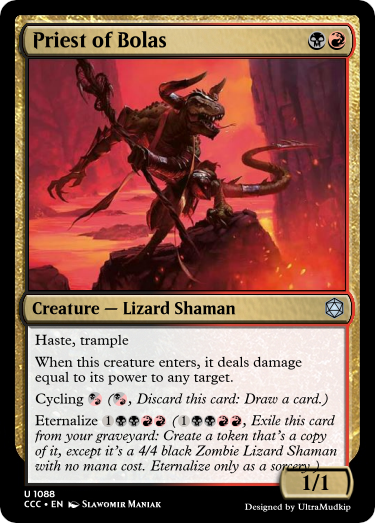 Priest of Bolas
Creature — Lizard Shaman
Haste, trample
When this creature enters, it deals damage
equal to its power to any target.
Cycling (, Discard this card: Draw a card.)
Eternalize 1 (1, Exile this card
from your graveyard: Create a token that's a copy
of it, except it's a 4/4 black Zombie Lizard Shaman
with no mana cost. Eternalize only as a sorcery.)
1/1
U 1088
CCC • EN Slawomir Maniak
Designed by UltraMudkip